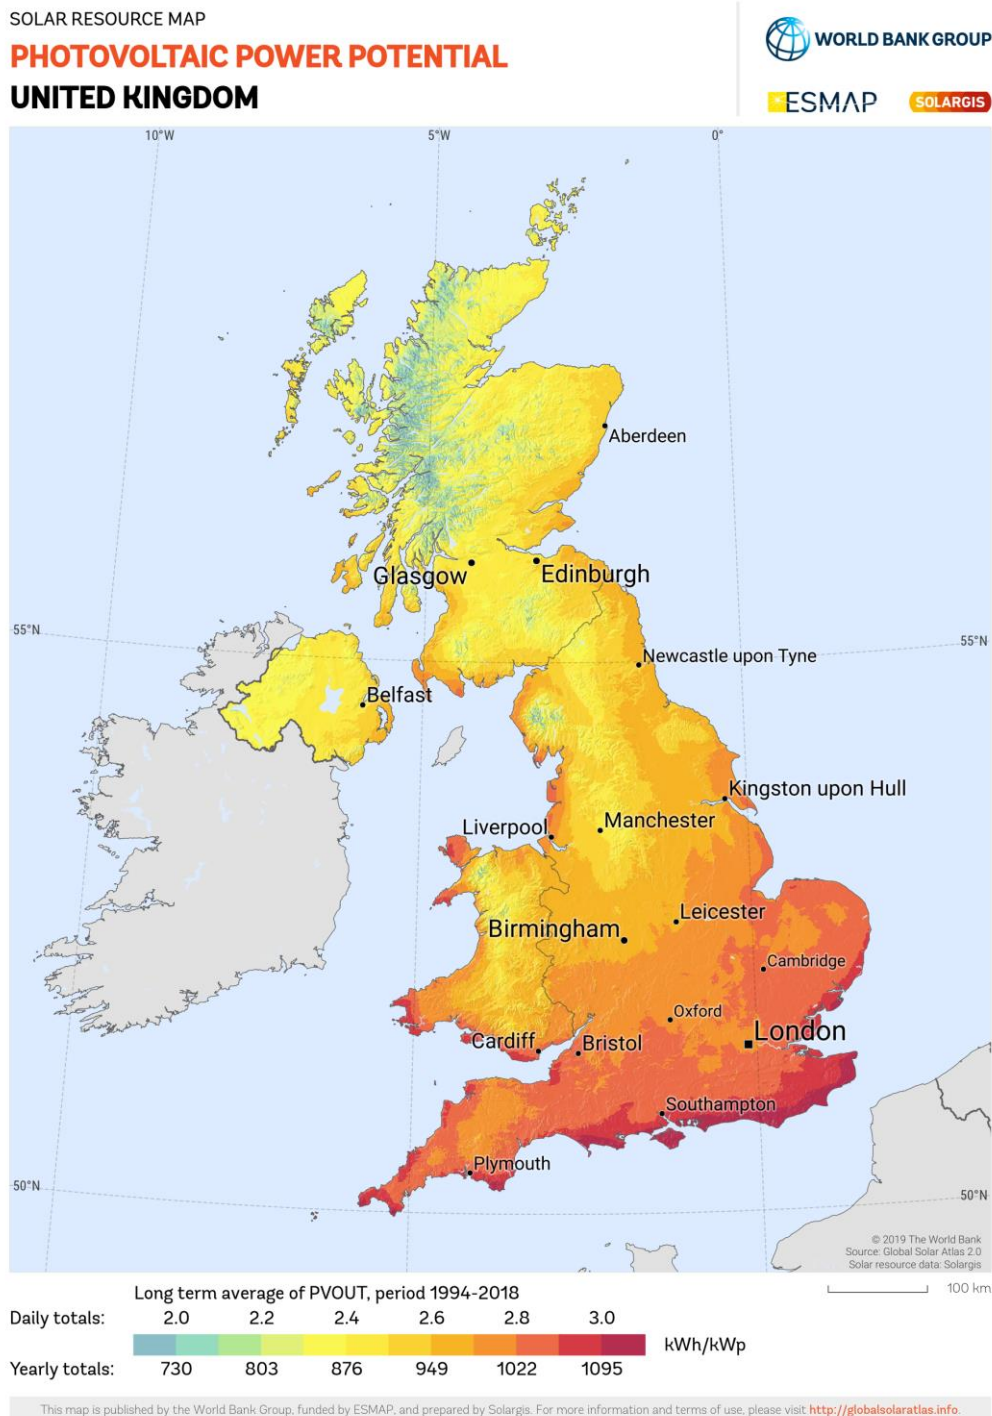 SOLAR RESOURCE MAP
PHOTOVOLTAIC POWER POTENTIAL
UNITED KINGDOM
WORLD BANK GROUP
ESMAP
SOLARGIS
10°W 5°W 0°
Aberdeen
Glasgow Edinburgh
55°N 55°N
Newcastle upon Tyne
Belfast
Kingston upon Hull
Liverpool Manchester
Leicester
Birmingham
Cambridge
Oxford
London
Cardiff Bristol
Southampton
Plymouth
50°N 50°N
© 2019 The World Bank
Source: Global Solar Atlas 2.0
Solar resource data: Solargis
100 km
Long term average of PVOUT, period 1994-2018
Daily totals: 2.0 2.2 2.4 2.6 2.8 3.0
kWh/kWp
Yearly totals: 730 803 876 949 1022 1095
This map is published by the World Bank Group, funded by ESMAP, and prepared by Solargis. For more information and terms of use, please visit http://globalsolaratlas.info.